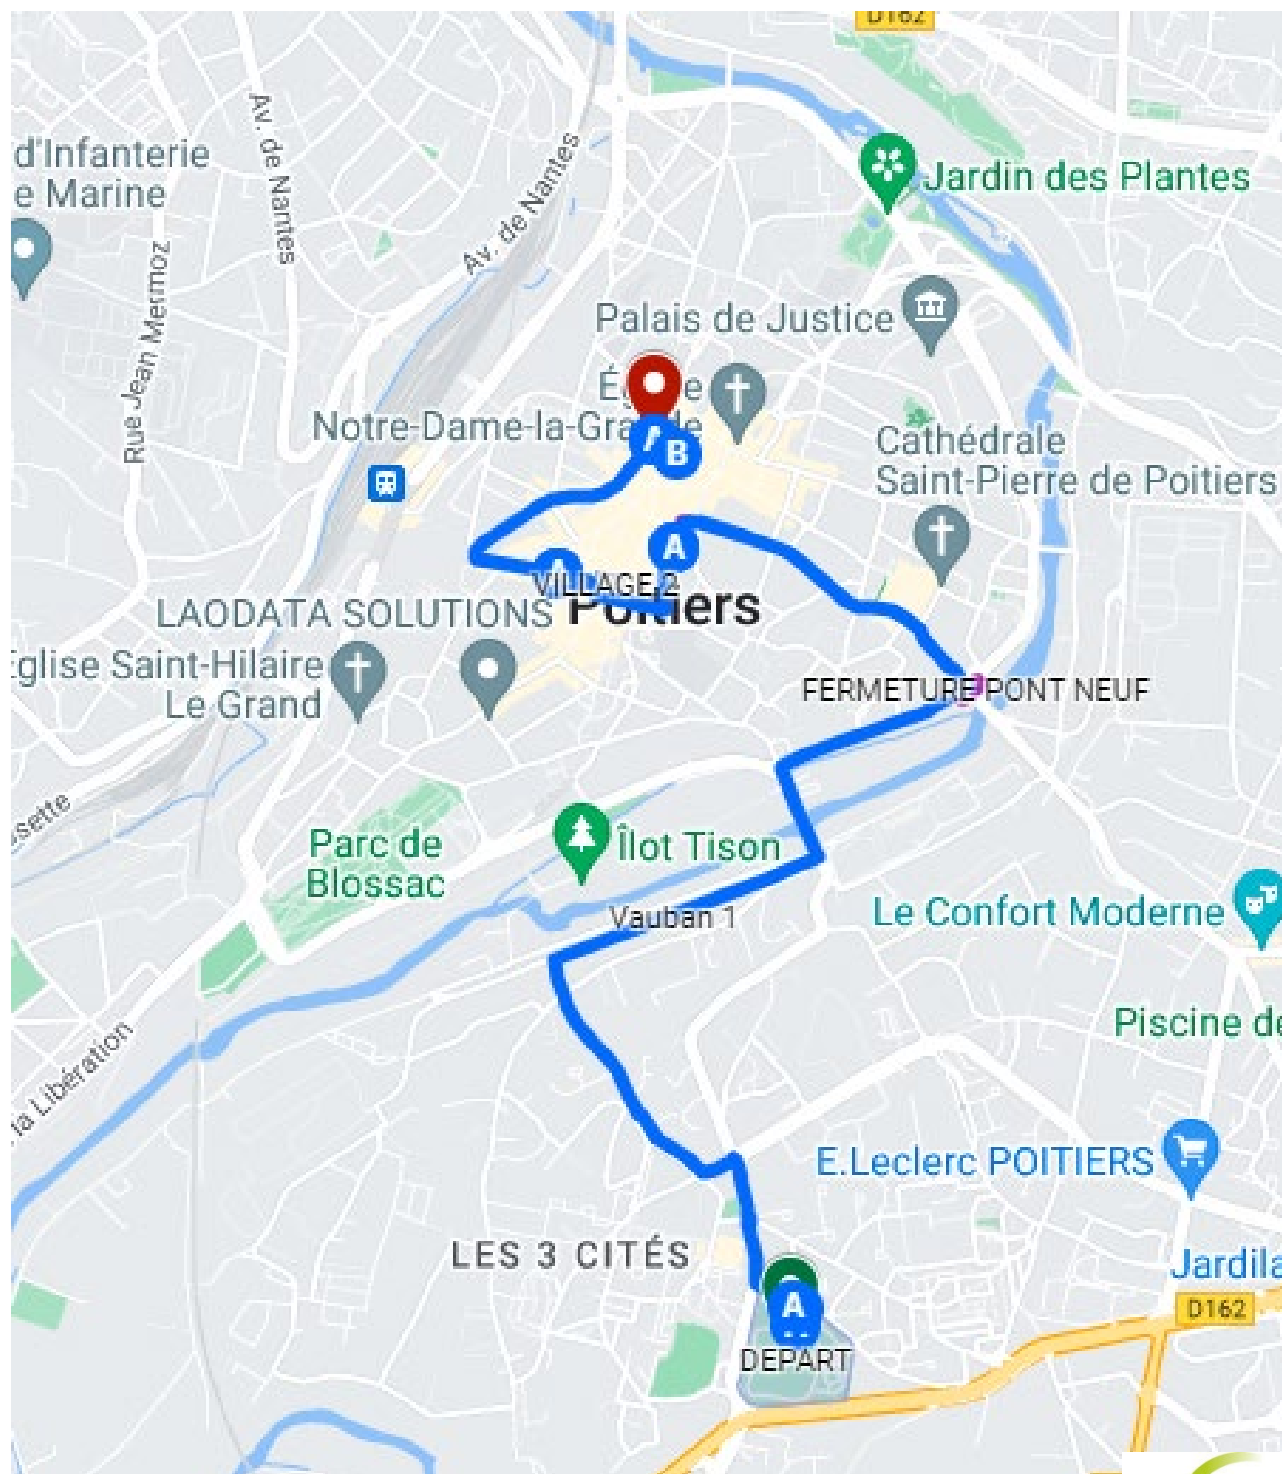 D162
d'Infanterie
e Marine
Av. de Nantes
Av. de Nantes
Jardin des Plantes
Rue Jean Mermoz
Palais de Justice
Notre-Dame-la-Grande
B
Cathédrale
Saint-Pierre de Poitiers
A
VILLAGE 2
LAODATA SOLUTIONS
Poitiers
Eglise Saint-Hilaire
Le Grand
FERMETURE PONT NEUF
Parc de
Blossac
Îlot Tison
Vauban 1
Le Confort Moderne
Piscine de
la Libération
E.Leclerc POITIERS
LES 3 CITÉS
Jardila
D162
A
DEPART